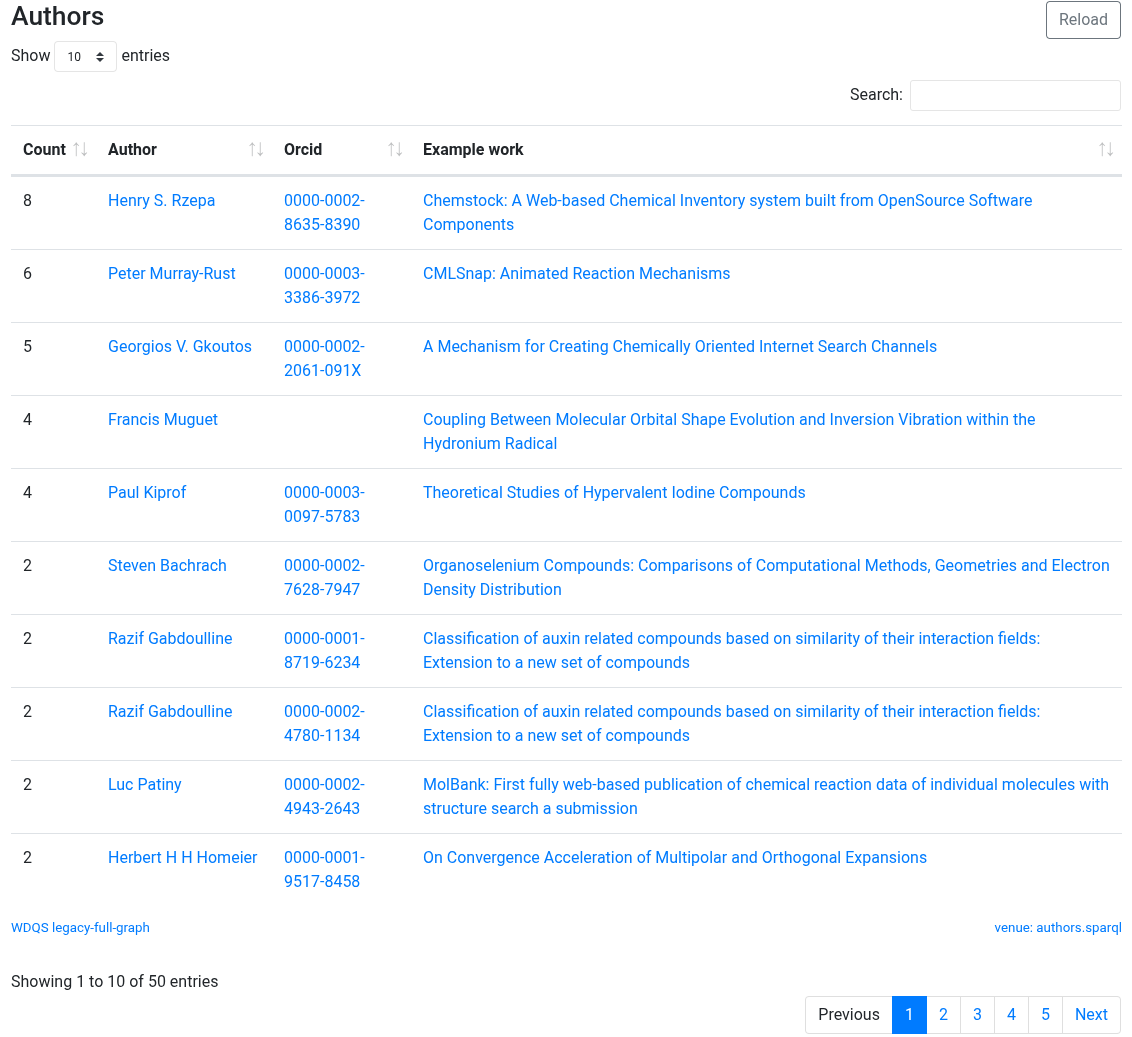 Authors
Reload
Show 10 entries
Search:
Count Author Orcid Example work
8 Henry S. Rzepa 0000-0002- Chemstock: A Web-based Chemical Inventory system built from OpenSource Software
8635-8390 Components
6 Peter Murray-Rust 0000-0003- CMLSnap: Animated Reaction Mechanisms
3386-3972
5 Georgios V. Gkoutos 0000-0002- A Mechanism for Creating Chemically Oriented Internet Search Channels
2061-091X
4 Francis Muguet Coupling Between Molecular Orbital Shape Evolution and Inversion Vibration within the
Hydronium Radical
4 Paul Kiprof 0000-0003- Theoretical Studies of Hypervalent Iodine Compounds
0097-5783
2 Steven Bachrach 0000-0002- Organoselenium Compounds: Comparisons of Computational Methods, Geometries and Electron
7628-7947 Density Distribution
2 Razif Gabdoulline 0000-0001- Classification of auxin related compounds based on similarity of their interaction fields:
8719-6234 Extension to a new set of compounds
2 Razif Gabdoulline 0000-0002- Classification of auxin related compounds based on similarity of their interaction fields:
4780-1134 Extension to a new set of compounds
2 Luc Patiny 0000-0002- MolBank: First fully web-based publication of chemical reaction data of individual molecules with
4943-2643 structure search a submission
2 Herbert H H Homeier 0000-0001- On Convergence Acceleration of Multipolar and Orthogonal Expansions
9517-8458
WDQS legacy-full-graph venue: authors.sparql
Showing 1 to 10 of 50 entries
Previous 1 2 3 4 5 Next